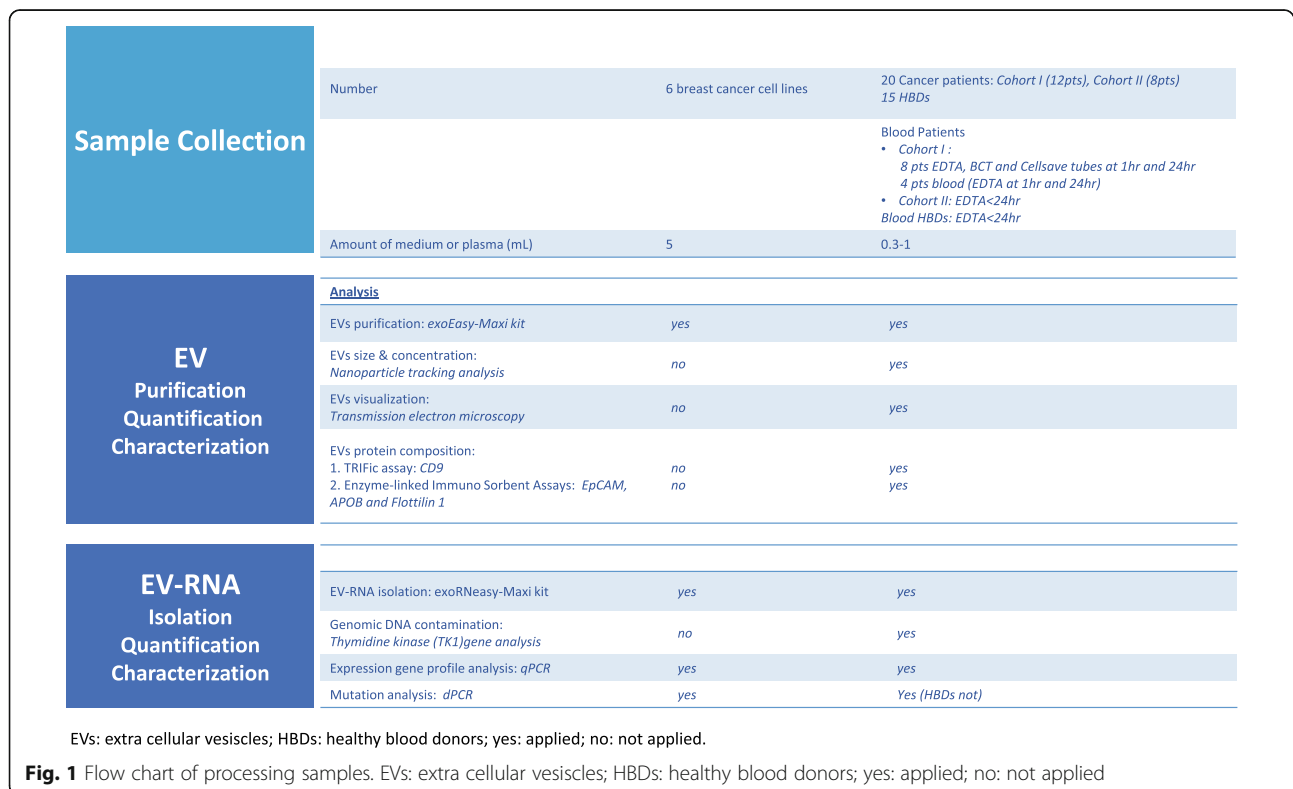 Sample Collection
Number
6 breast cancer cell lines
20 Cancer patients: Cohort I (12pts), Cohort II (8pts)
15 HBDs
Blood Patients
• Cohort I :
8 pts EDTA, BCT and Cellsave tubes at 1hr and 24hr
4 pts blood (EDTA at 1hr and 24hr)
• Cohort II: EDTA<24hr
Blood HBDs: EDTA<24hr
Amount of medium or plasma (mL)
5
0.3-1
EV
Purification
Quantification
Characterization
Analysis
EVs purification: exoEasy-Maxi kit
yes
yes
EVs size & concentration:
Nanoparticle tracking analysis
no
yes
EVs visualization:
Transmission electron microscopy
no
yes
EVs protein composition:
1. TRIFic assay: CD9
no
yes
2. Enzyme-linked Immuno Sorbent Assays: EpCAM,
APOB and Flottilin 1
no
yes
EV-RNA
Isolation
Quantification
Characterization
EV-RNA isolation: exoRNeasy-Maxi kit
yes
yes
Genomic DNA contamination:
Thymidine kinase (TK1)gene analysis
no
yes
Expression gene profile analysis: qPCR
yes
yes
Mutation analysis: dPCR
yes
Yes (HBDs not)
EVs: extra cellular vesiscles; HBDs: healthy blood donors; yes: applied; no: not applied.
Fig. 1 Flow chart of processing samples. EVs: extra cellular vesiscles; HBDs: healthy blood donors; yes: applied; no: not applied